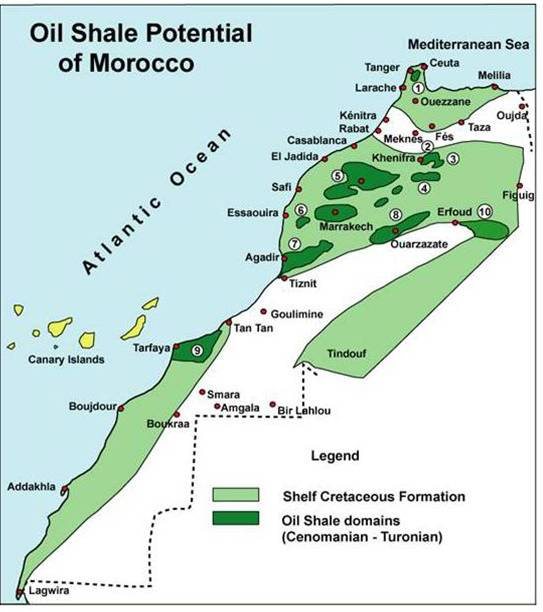 Oil Shale Potential
of Morocco
Mediterranean Sea
Tanger
Ceuta
Larache
1
Melilia
Ouezzane
Oujda
Kénitra
Rabat
Meknès
Fés
Taza
2
Casablanca
El Jadida
Khenifra
3
Atlantic Ocean
5
4
Safi
Figuig
Essaouira
6
Marrakech
8
Erfoud
10
7
Ouarzazate
Agadir
Tiznit
Goulimine
Tan Tan
Canary Islands
Tarfaya
9
Tindouf
Smara
Boujdour
Amgala
Bir Lahlou
Boukraa
Legend
Addakhla
Shelf Cretaceous Formation
Oil Shale domains
(Cenomanian - Turonian)
Lagwira